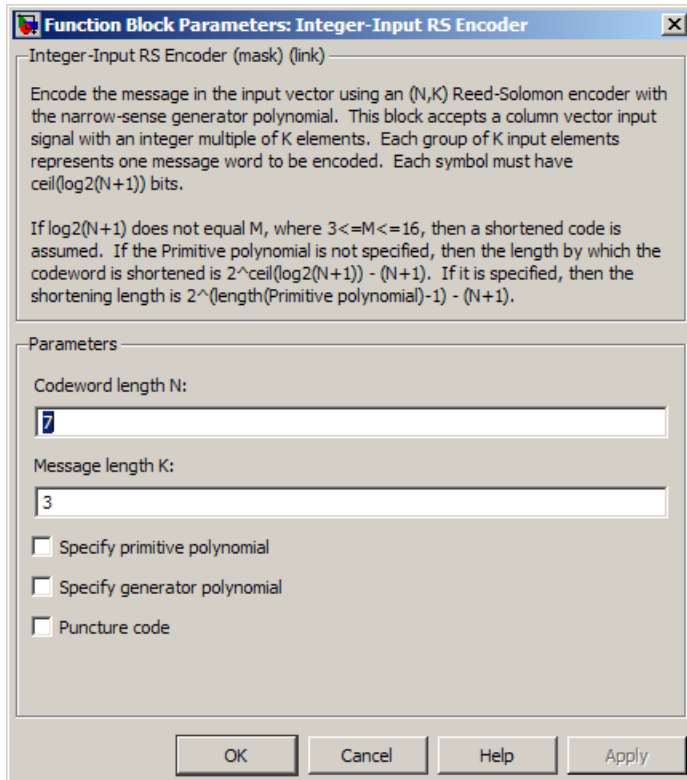 Function Block Parameters: Integer-Input RS Encoder
Integer-Input RS Encoder (mask) (link)
Encode the message in the input vector using an (N,K) Reed-Solomon encoder with
the narrow-sense generator polynomial. This block accepts a column vector input
signal with an integer multiple of K elements. Each group of K input elements
represents one message word to be encoded. Each symbol must have
ceil(log2(N+1)) bits.
If log2(N+1) does not equal M, where 3<=M<=16, then a shortened code is
assumed. If the Primitive polynomial is not specified, then the length by which the
codeword is shortened is 2^ceil(log2(N+1)) - (N+1). If it is specified, then the
shortening length is 2^(length(Primitive polynomial)-1) - (N+1).
Parameters
Codeword length N:
7
Message length K:
3
Specify primitive polynomial
Specify generator polynomial
Puncture code
OK Cancel Help Apply